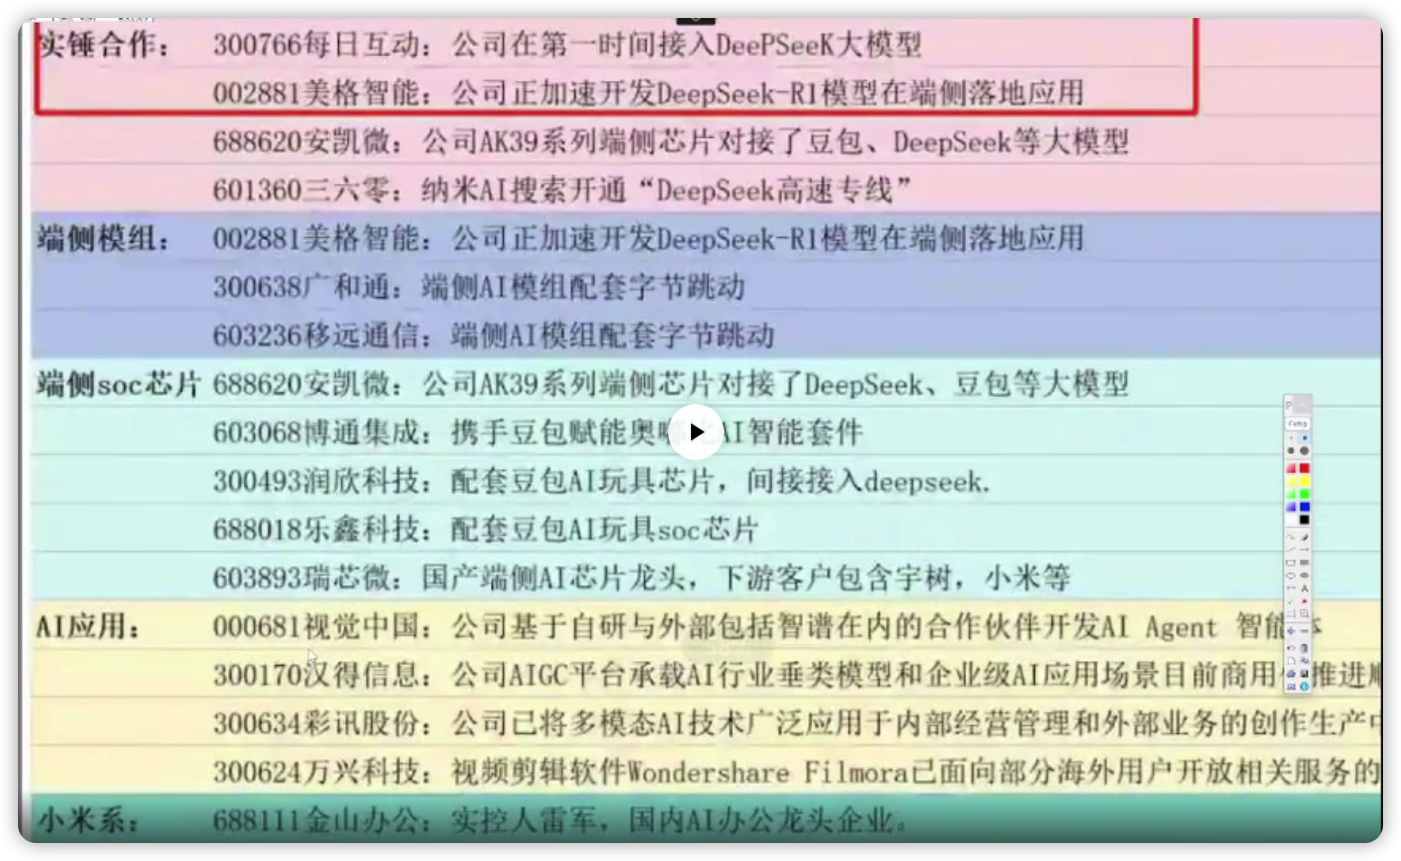 实锤合作： 300766每日互动：公司在第一时间接入DeePSeeK大模型
002881美格智能：公司正加速开发DeepSeek-R1模型在端侧落地应用
688620安凯微：公司AK39系列端侧芯片对接了豆包、DeepSeek等大模型
601360三六零：纳米AI搜索开通“DeepSeek高速专线”
端侧模组： 002881美格智能：公司正加速开发DeepSeek-R1模型在端侧落地应用
300638广和通：端侧AI模组配套字节跳动
603236移远通信：端侧AI模组配套字节跳动
端侧soc芯片 688620安凯微：公司AK39系列端侧芯片对接了DeepSeek、豆包等大模型
603068博通集成：携手豆包赋能奥 AI智能套件
300493润欣科技：配套豆包AI玩具芯片，间接接入deepseek.
688018乐鑫科技：配套豆包AI玩具soc芯片
603893瑞芯微：国产端侧AI芯片龙头，下游客户包含宇树，小米等
AI应用： 000681视觉中国：公司基于自研与外部包括智谱在内的合作伙伴开发AI Agent 智能体
300170汉得信息：公司AIGC平台承载AI行业垂类模型和企业级AI应用场景目前商用 推进
300634彩讯股份：公司已将多模态AI技术广泛应用于内部经营管理和外部业务的创作生产
300624万兴科技：视频剪辑软件Wondershare Filmora已面向部分海外用户开放相关服务的
小米系： 688111金山办公：实控人雷军，国内AI办公龙头企业。